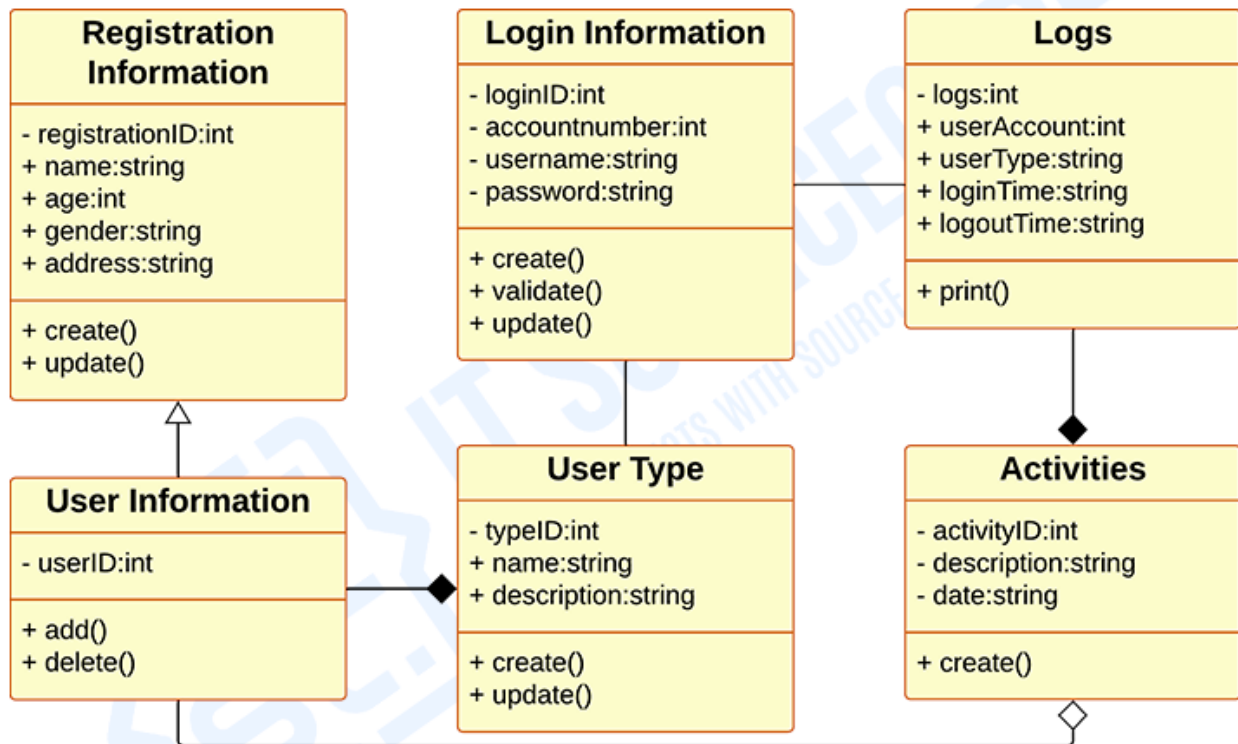 Registration
Information
- registrationID:int
+ name:string
+ age:int
+ gender:string
+ address:string
+ create()
+ update()
Login Information
- loginID:int
- accountnumber:int
- username:string
- password:string
+ create()
+ validate()
+ update()
Logs
- logs:int
+ userAccount:int
+ userType:string
+ loginTime:string
+ logoutTime:string
+ print()
User Information
- userID:int
+ add()
+ delete()
User Type
- typeID:int
+ name:string
+ description:string
+ create()
+ update()
Activities
- activityID:int
- description:string
- date:string
+ create()
IT
WITH SOURCE